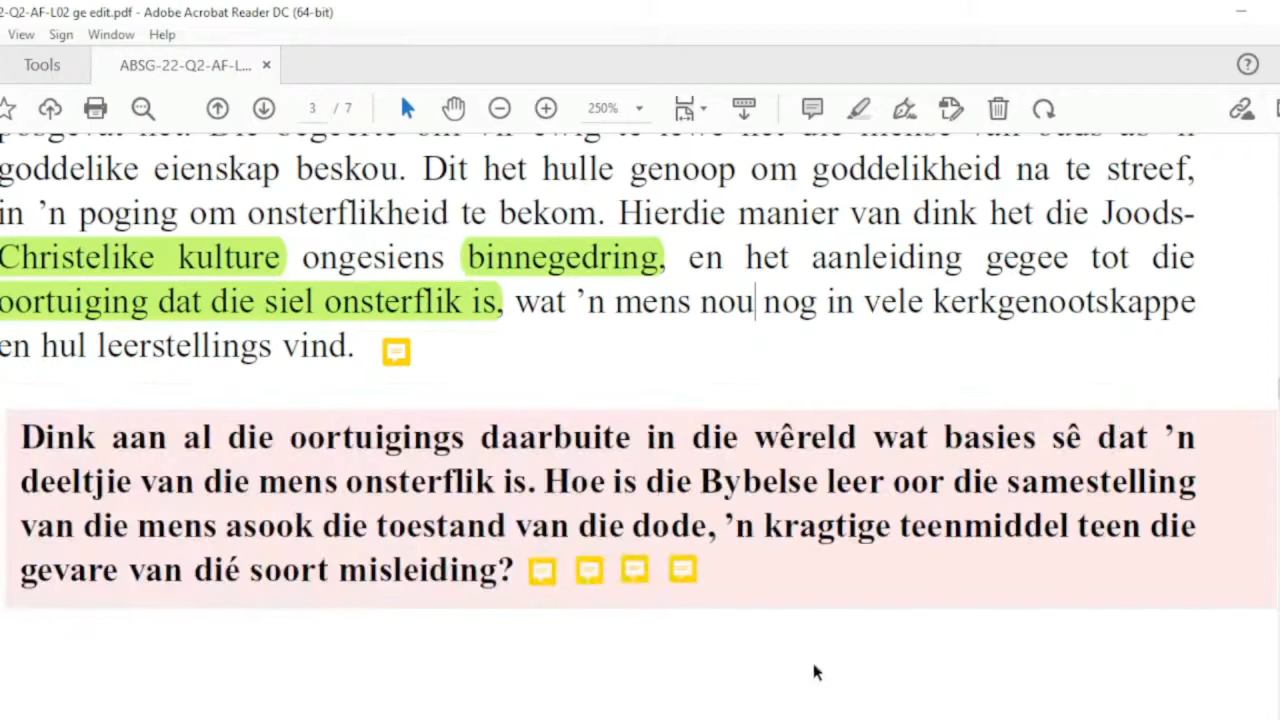 2-Q2-AF-L02 ge edit.pdf - Adobe Acrobat Reader DC (64-bit)
View Sign Window Help
Tools ABSG-22-Q2-AF-L... ×
3 / 7 250%
goddelike eienskap beskou. Dit het hulle genoop om goddelikheid na te streef,
in ’n poging om onsterflikheid te bekom. Hierdie manier van dink het die Joods-
Christelike kulture ongesiens binnegedring, en het aanleiding gegee tot die
oortuiging dat die siel onsterflik is, wat ’n mens nou nog in vele kerkgenootskappe
en hul leerstellings vind.
Dink aan al die oortuigings daarbuite in die wêreld wat basies sê dat ’n
deeltjie van die mens onsterflik is. Hoe is die Bybelse leer oor die samestelling
van die mens asook die toestand van die dode, ’n kragtige teenmiddel teen die
gevare van dié soort misleiding?